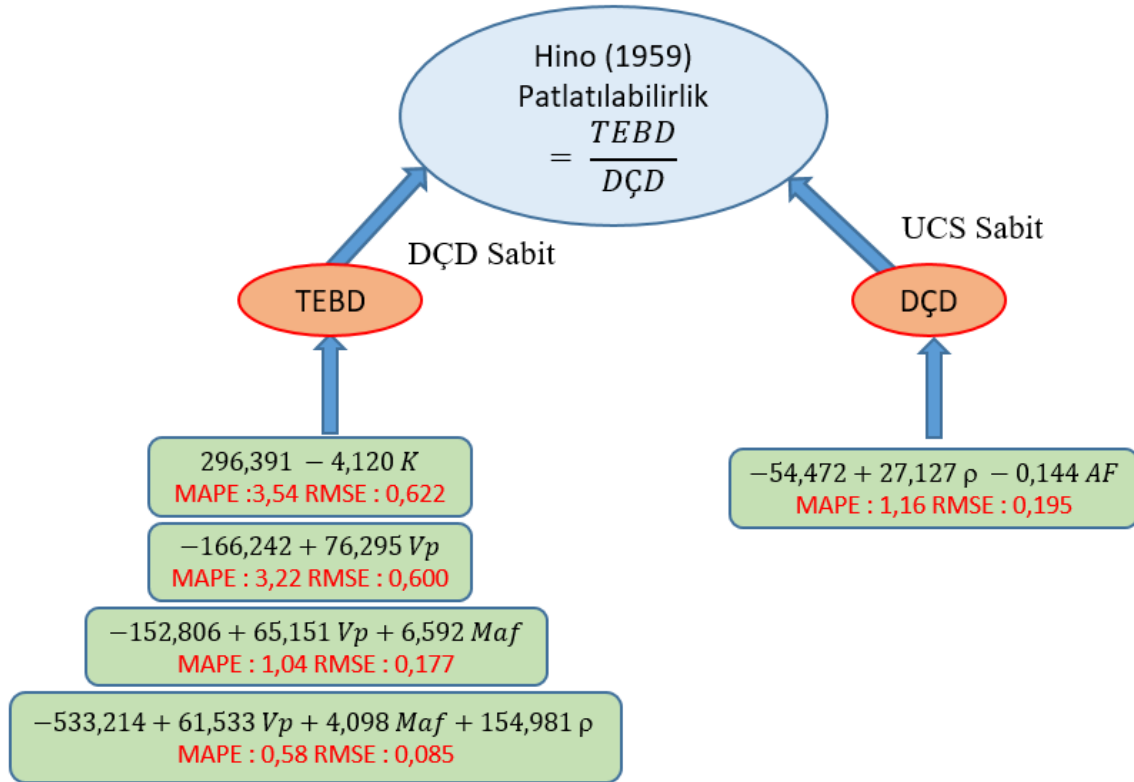 Hino (1959)
Patlatılabilirlik
= TEBD
DÇD
DÇD Sabit
UCS Sabit
TEBD
DÇD
296,391 − 4,120 K
MAPE :3,54 RMSE : 0,622
−166,242 + 76,295 Vp
MAPE : 3,22 RMSE : 0,600
−152,806 + 65,151 Vp + 6,592 Maf
MAPE : 1,04 RMSE : 0,177
−533,214 + 61,533 Vp + 4,098 Maf + 154,981 ρ
MAPE : 0,58 RMSE : 0,085
−54,472 + 27,127 ρ − 0,144 AF
MAPE : 1,16 RMSE : 0,195